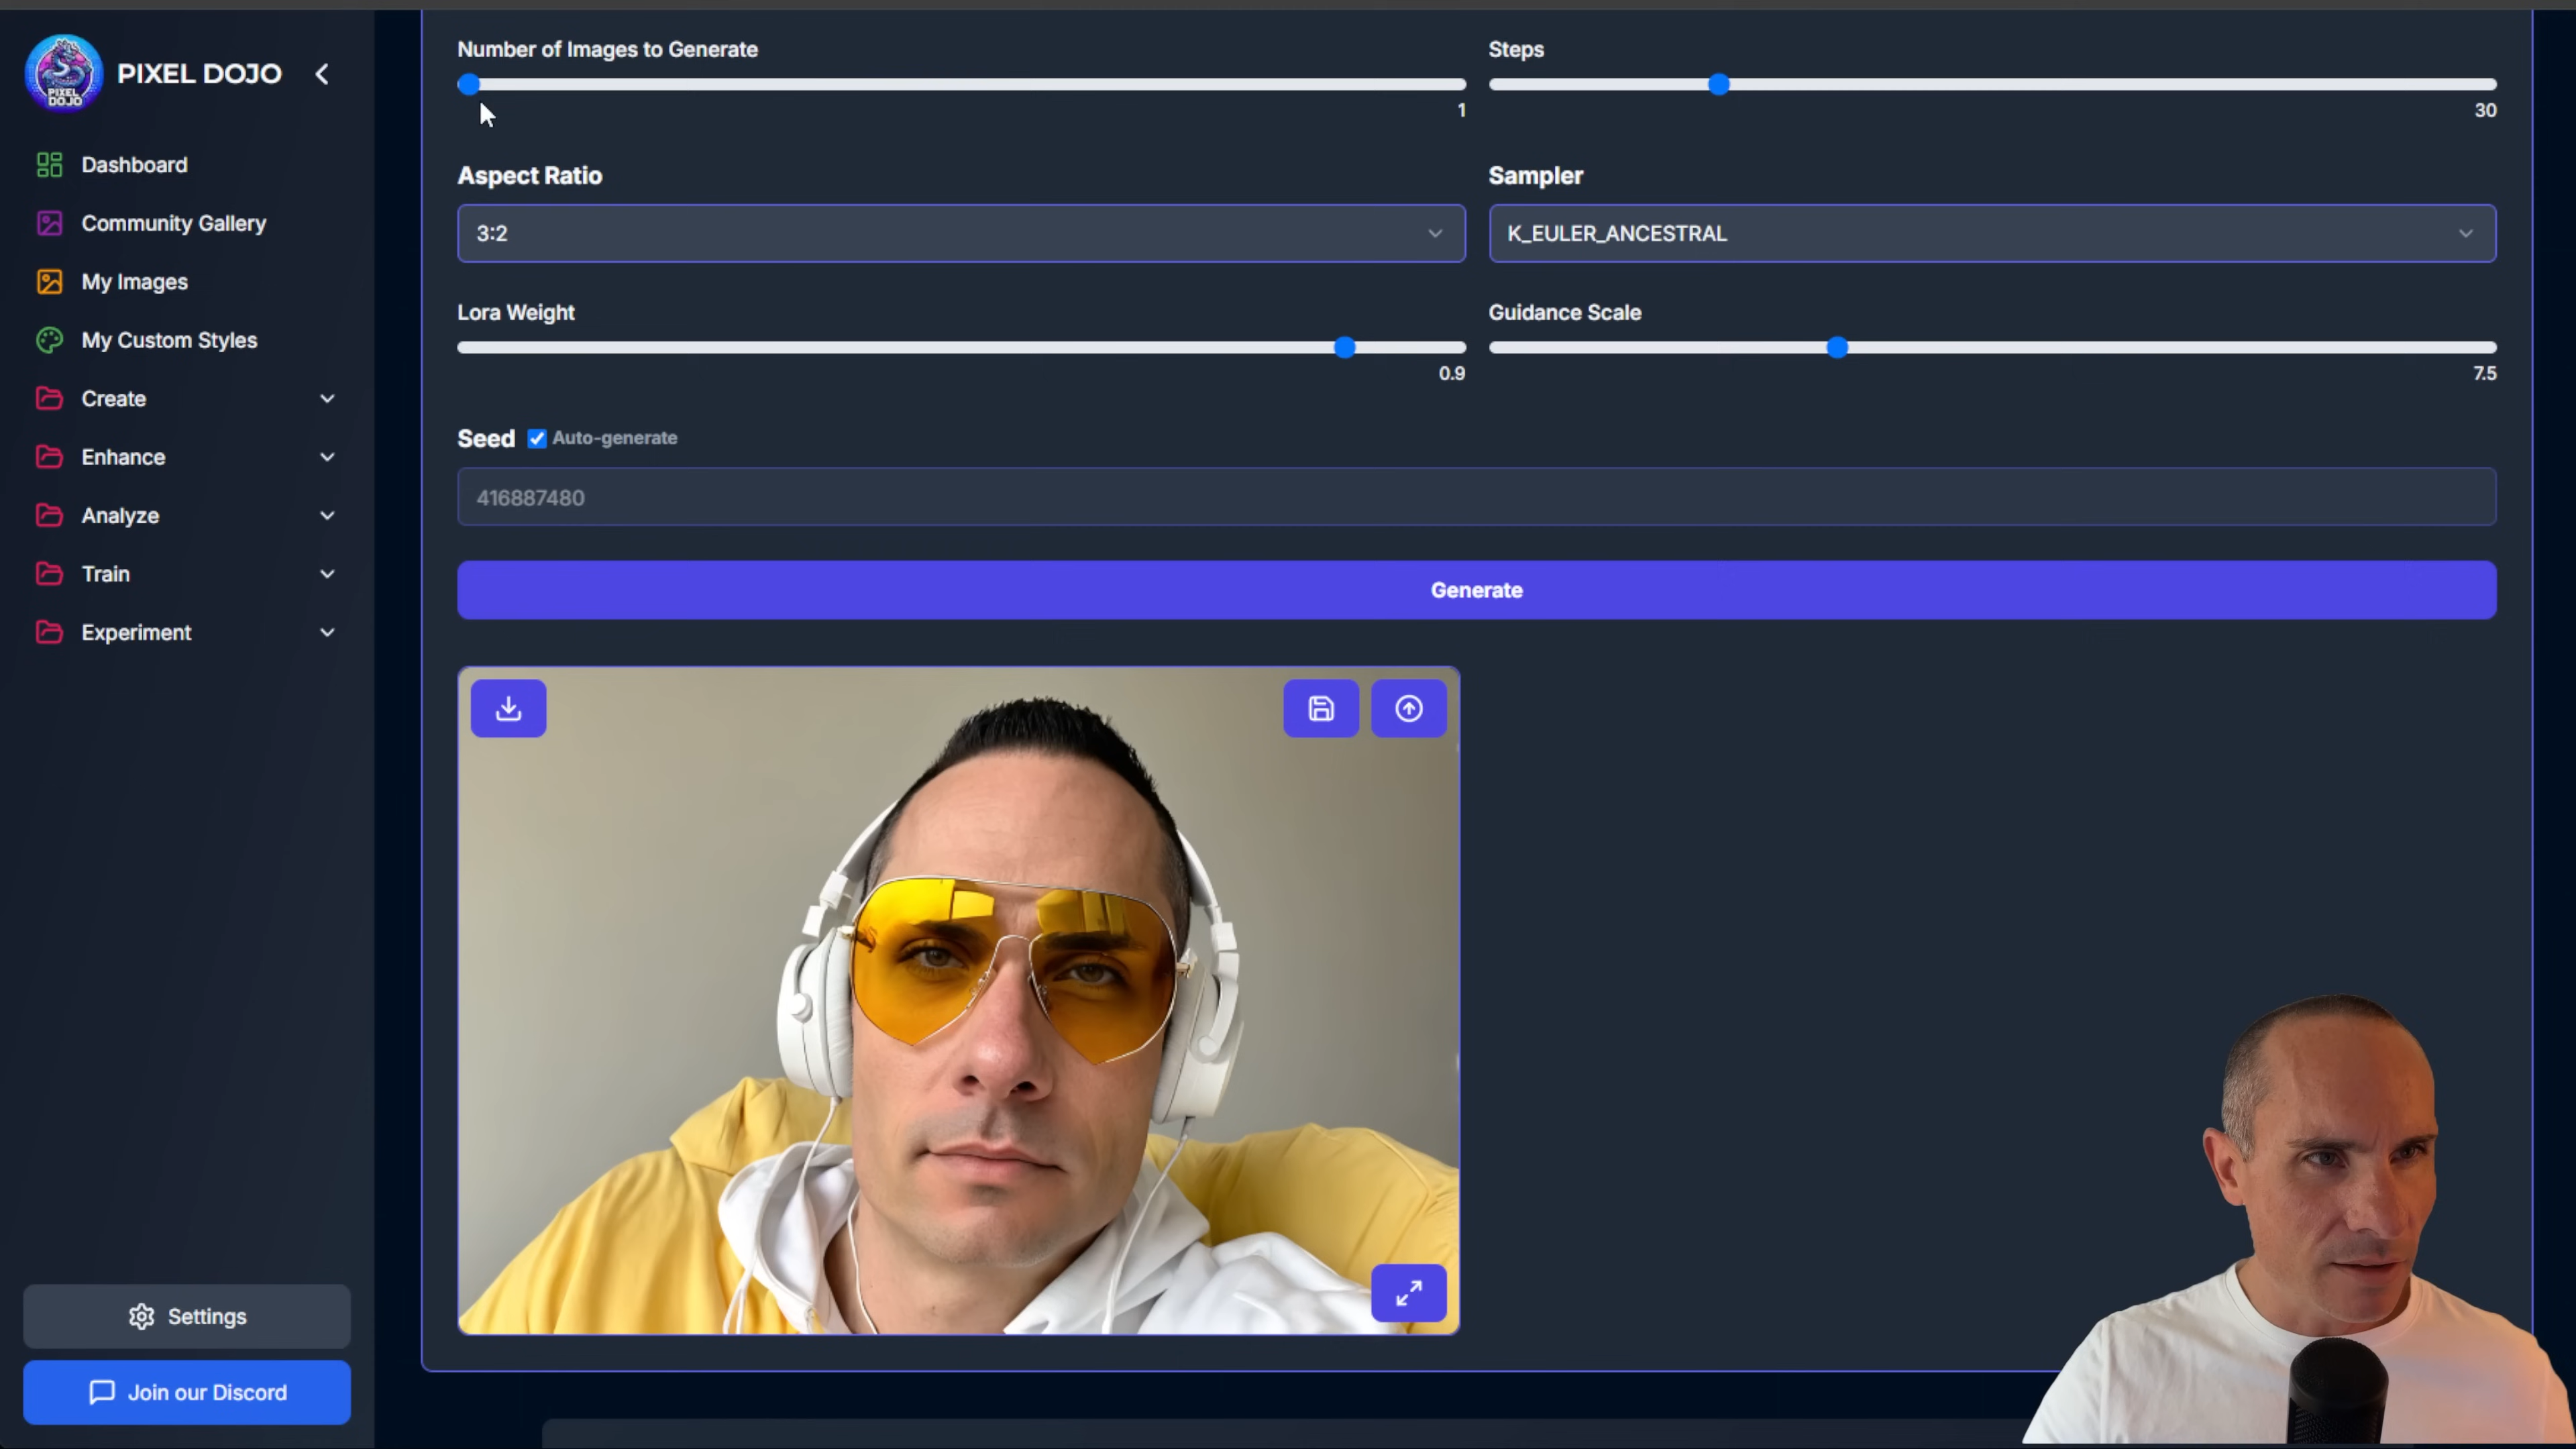 PIXEL DOJO
PIXEL
DOJO
Dashboard
Community Gallery
My Images
My Custom Styles
Create
Enhance
Analyze
Train
Experiment
Settings
Join our Discord
Number of Images to Generate
1
Steps
30
Aspect Ratio
3:2
Sampler
K_EULER_ANCESTRAL
Lora Weight
0.9
Guidance Scale
7.5
Seed Auto-generate
416887480
Generate